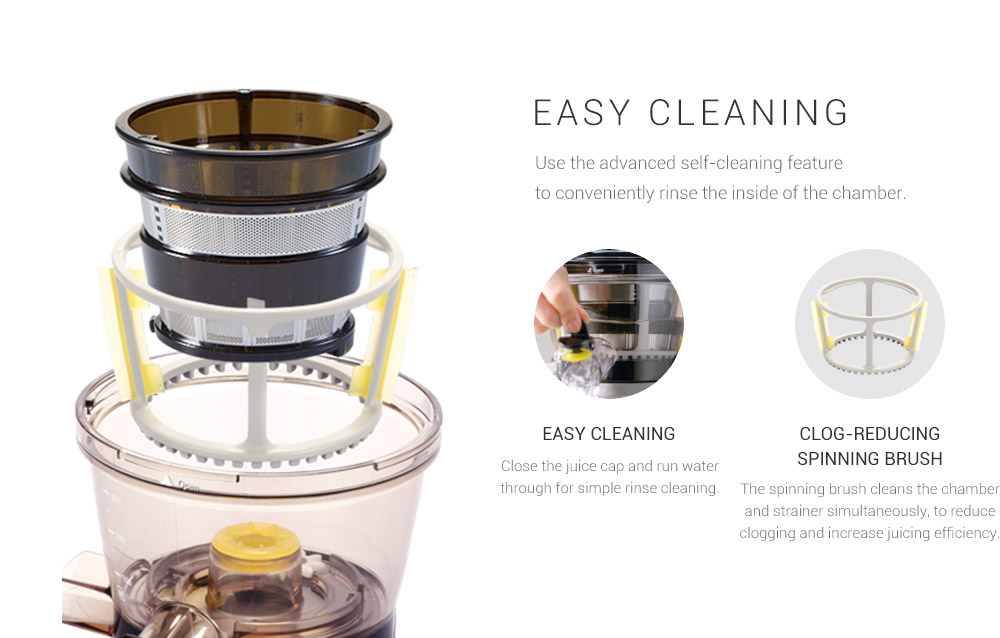 EASY CLEANING
Use the advanced self-cleaning feature
to conveniently rinse the inside of the chamber.
EASY CLEANING
Close the juice cap and run water
through for simple rinse cleaning.
CLOG-REDUCING
SPINNING BRUSH
The spinning brush cleans the chamber
and strainer simultaneously, to reduce
clogging and increase juicing efficiency.
Open